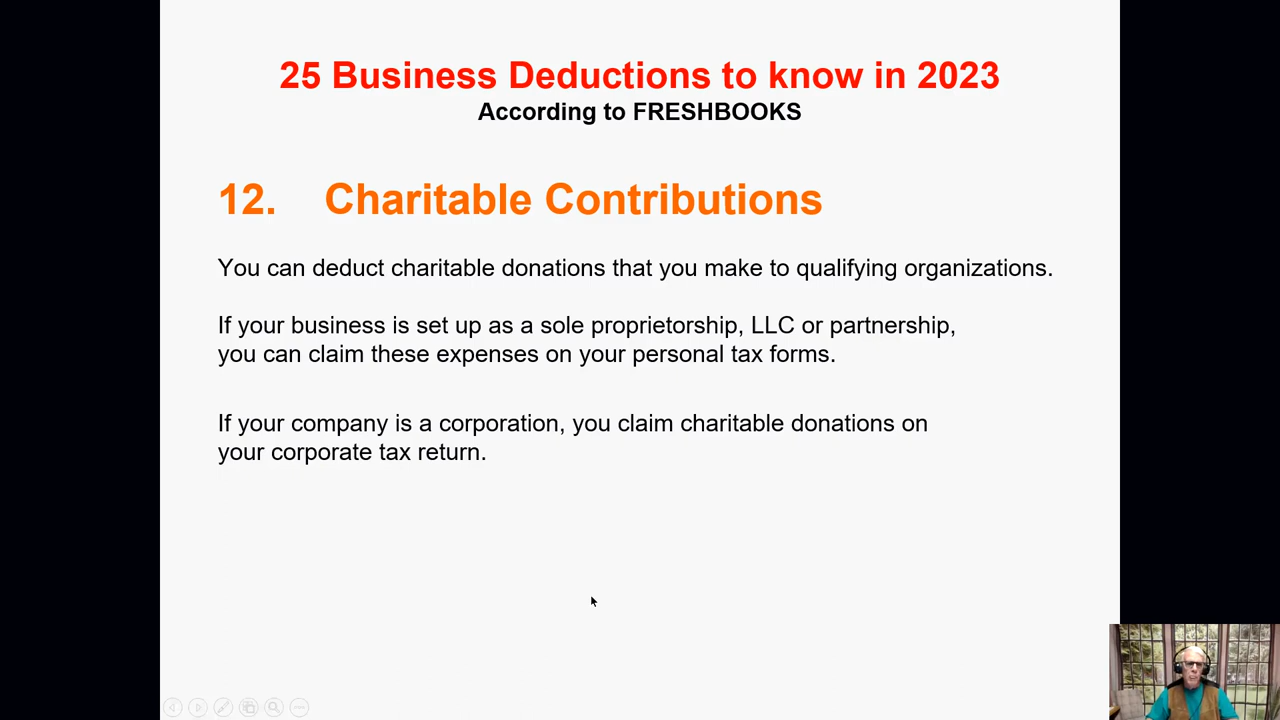 25 Business Deductions to know in 2023
According to FRESHBOOKS
12. Charitable Contributions
You can deduct charitable donations that you make to qualifying organizations.
If your business is set up as a sole proprietorship, LLC or partnership,
you can claim these expenses on your personal tax forms.
If your company is a corporation, you claim charitable donations on
your corporate tax return.